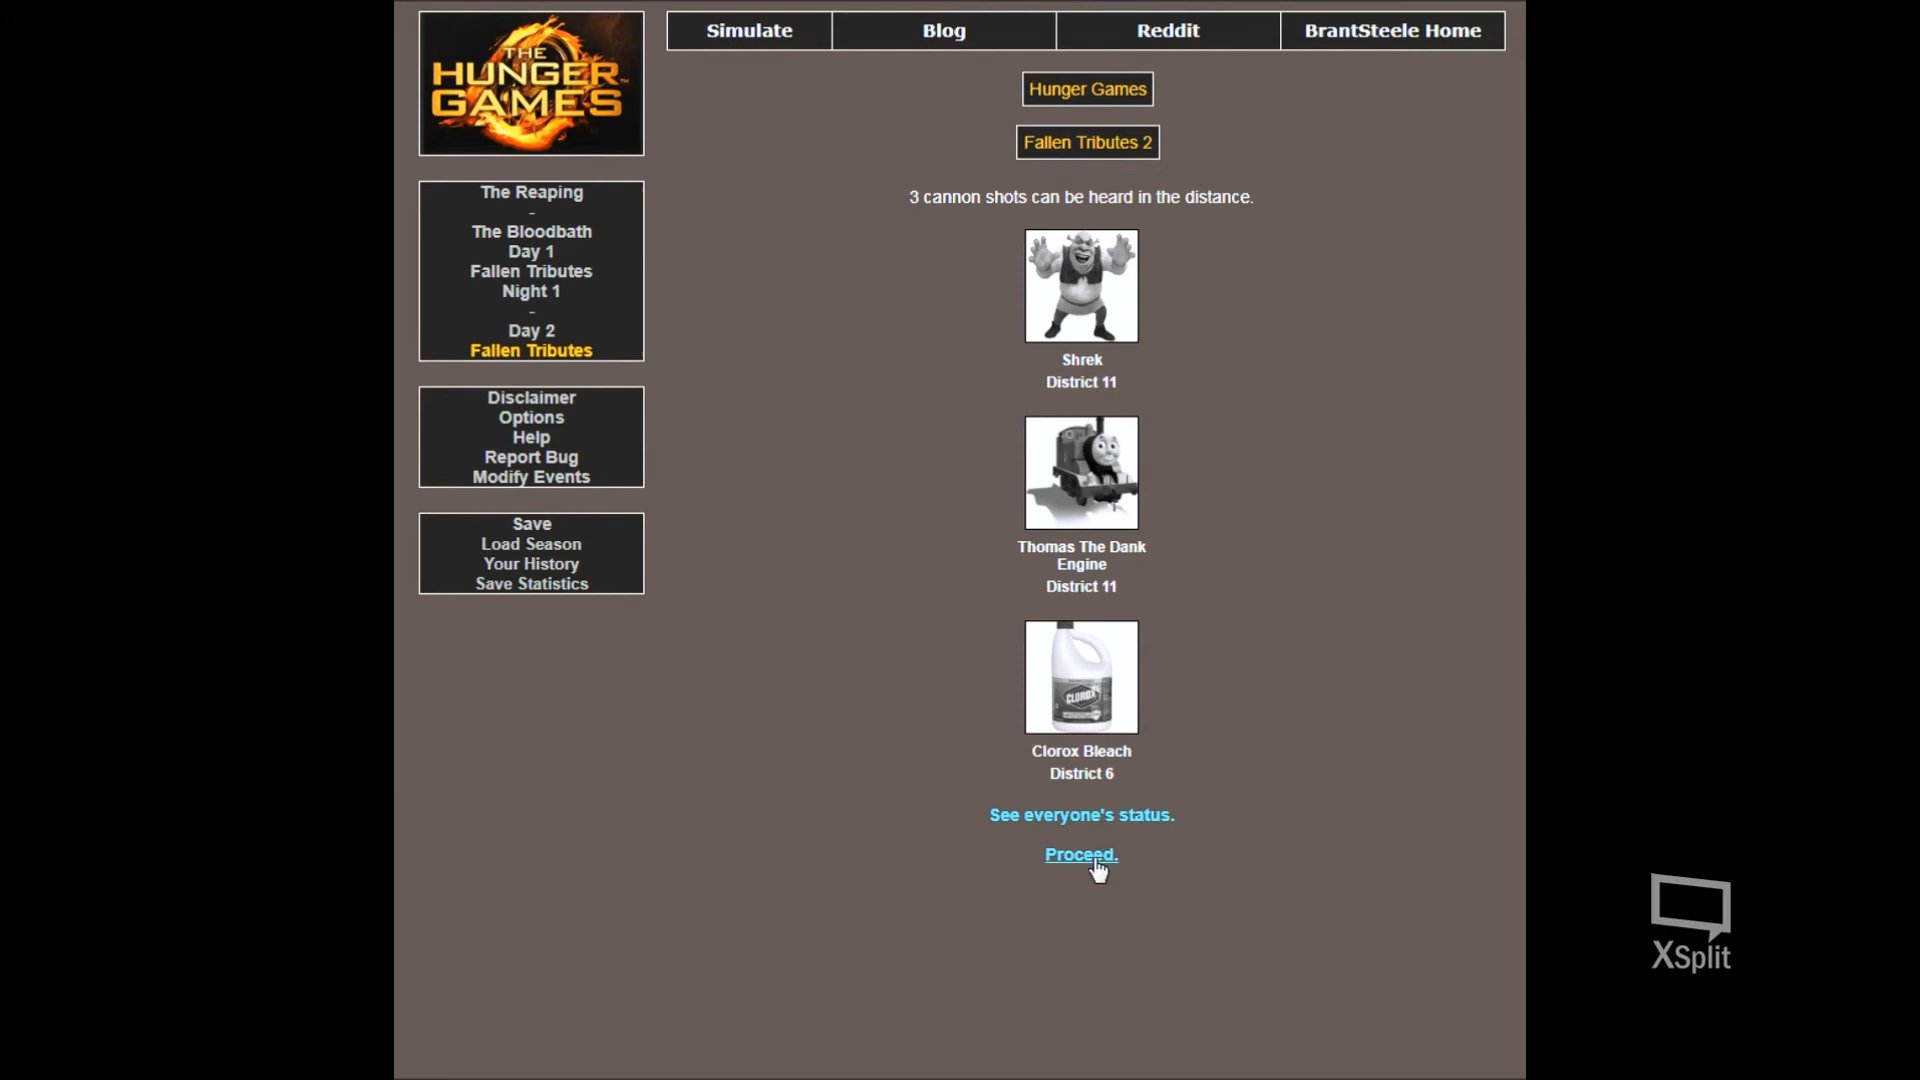 THE
HUNGER
GAMES
Simulate
Blog
Reddit
BrantSteele Home
Hunger Games
Fallen Tributes 2
The Reaping
-
The Bloodbath
Day 1
Fallen Tributes
Night 1
-
Day 2
Fallen Tributes
Disclaimer
Options
Help
Report Bug
Modify Events
Save
Load Season
Your History
Save Statistics
3 cannon shots can be heard in the distance.
Shrek
District 11
Thomas The Dank
Engine
District 11
CLOROX
Clorox Bleach
District 6
See everyone's status.
Proceed.
XSplit